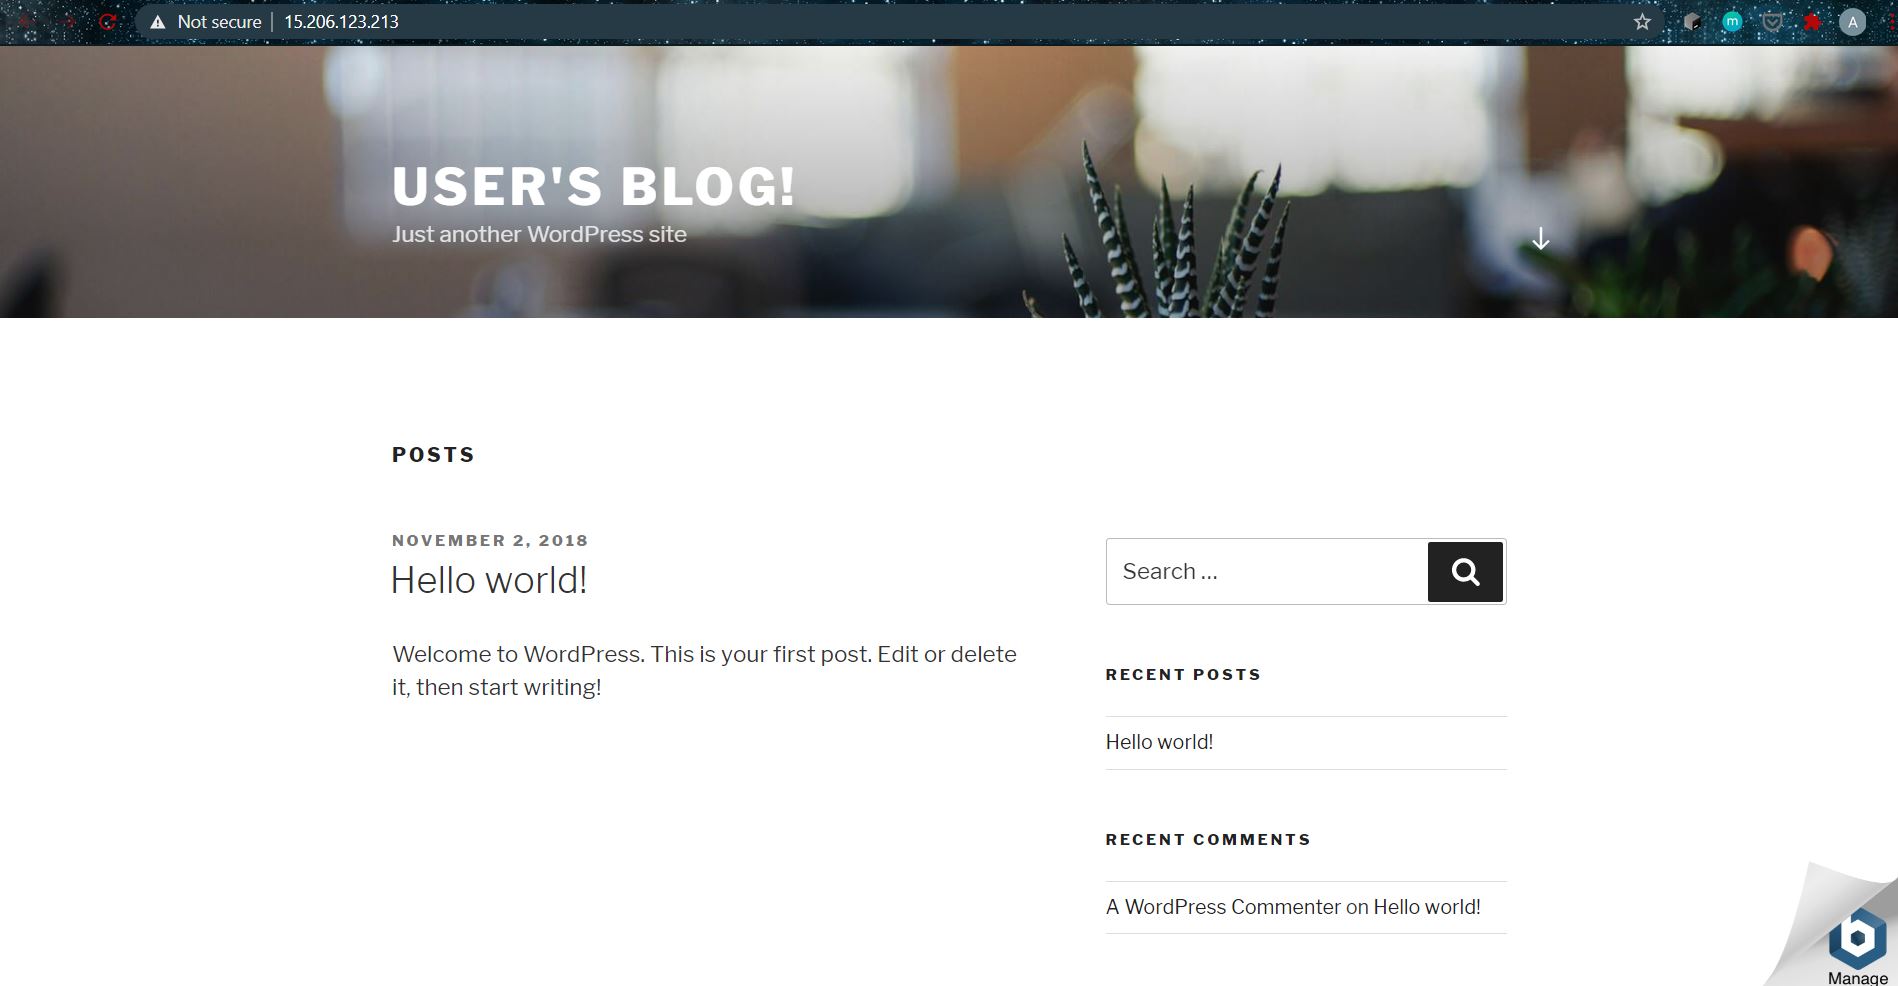 Not secure | 15.206.123.213
m
A
USER'S BLOG!
Just another WordPress site
POSTS
NOVEMBER 2, 2018
Hello world!
Welcome to WordPress. This is your first post. Edit or delete
it, then start writing!
Search …
RECENT POSTS
Hello world!
RECENT COMMENTS
A WordPress Commenter on Hello world!
b
Manage